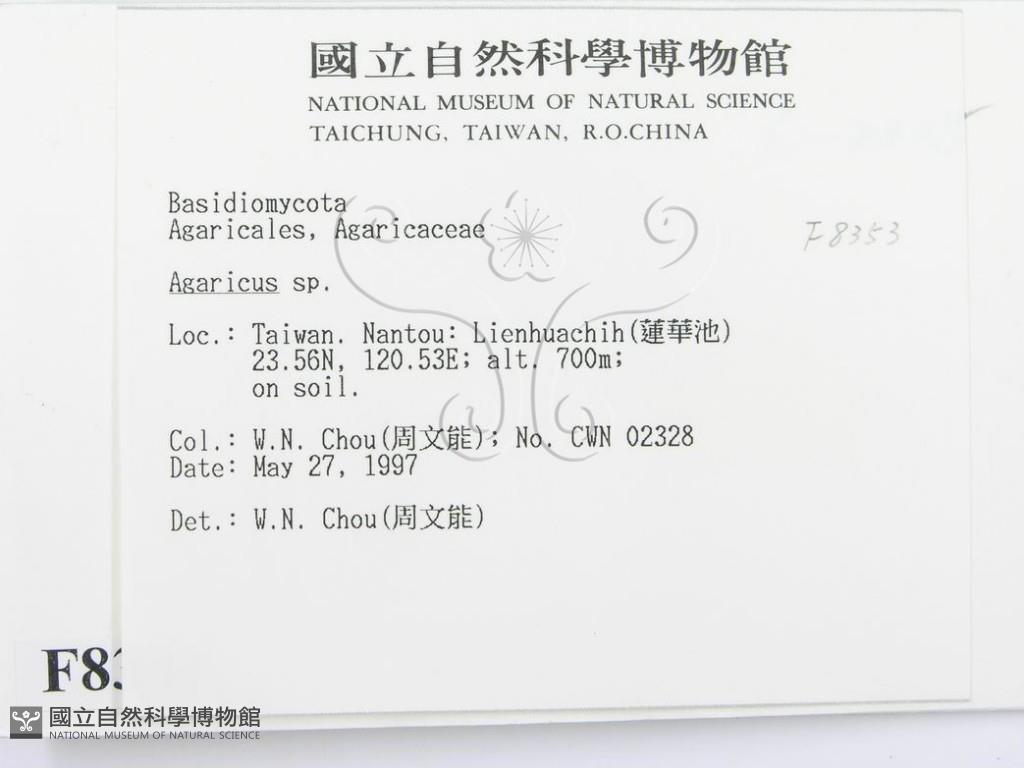 國立自然科學博物館
NATIONAL MUSEUM OF NATURAL SCIENCE
TAICHUNG, TAIWAN, R.O.CHINA
Basidiomycota
Agaricales, Agaricaceae
F8353
Agaricus sp.
Loc.: Taiwan. Nantou: Lienhuachih(蓮華池)
23.56N, 120.53E; alt. 700m;
on soil.
Col.: W.N. Chou(周文能); No. CWN 02328
Date: May 27, 1997
Det.: W.N. Chou(周文能)
F83
國立自然科學博物館
NATIONAL MUSEUM OF NATURAL SCIENCE